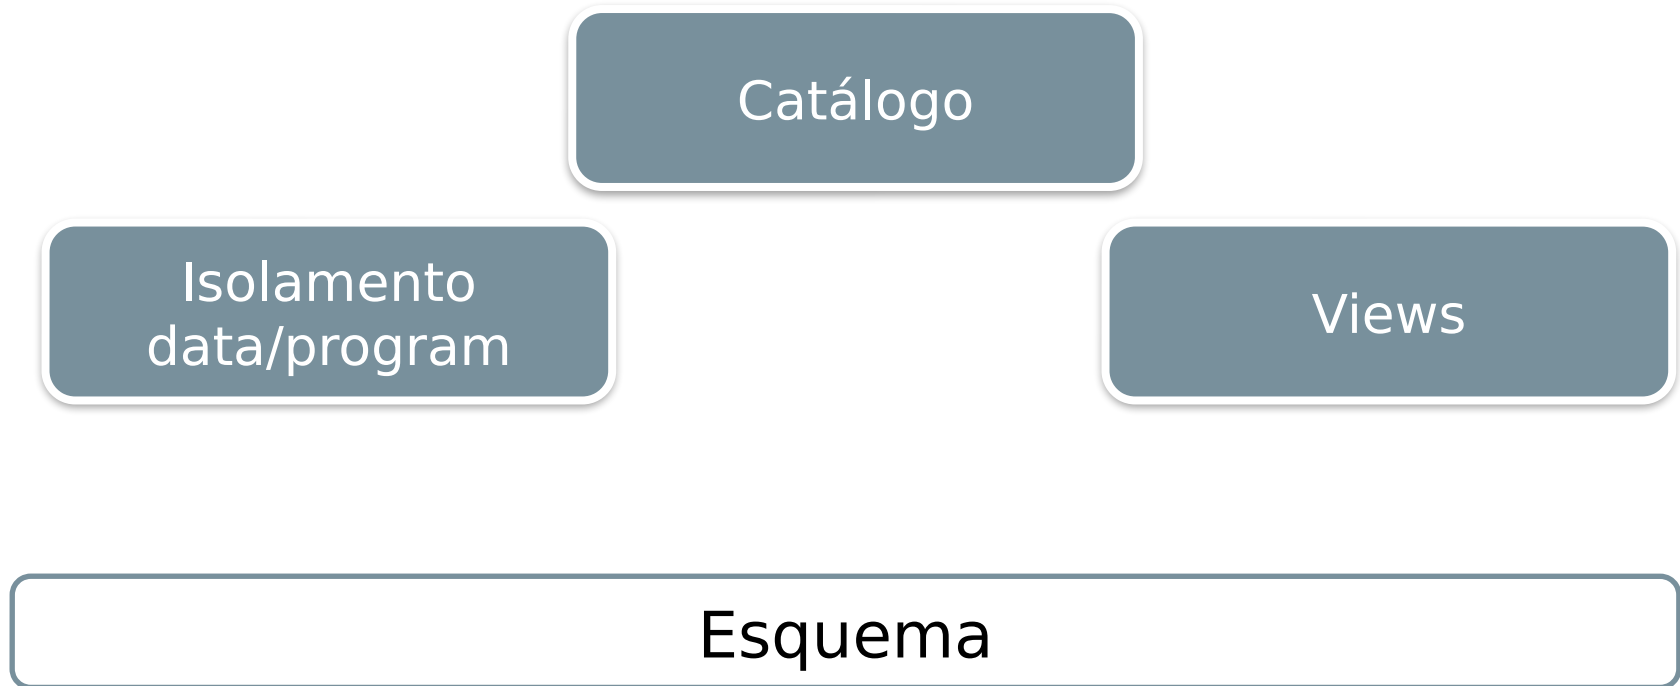 Catálogo
Isolamento
data/program
Views
Esquema